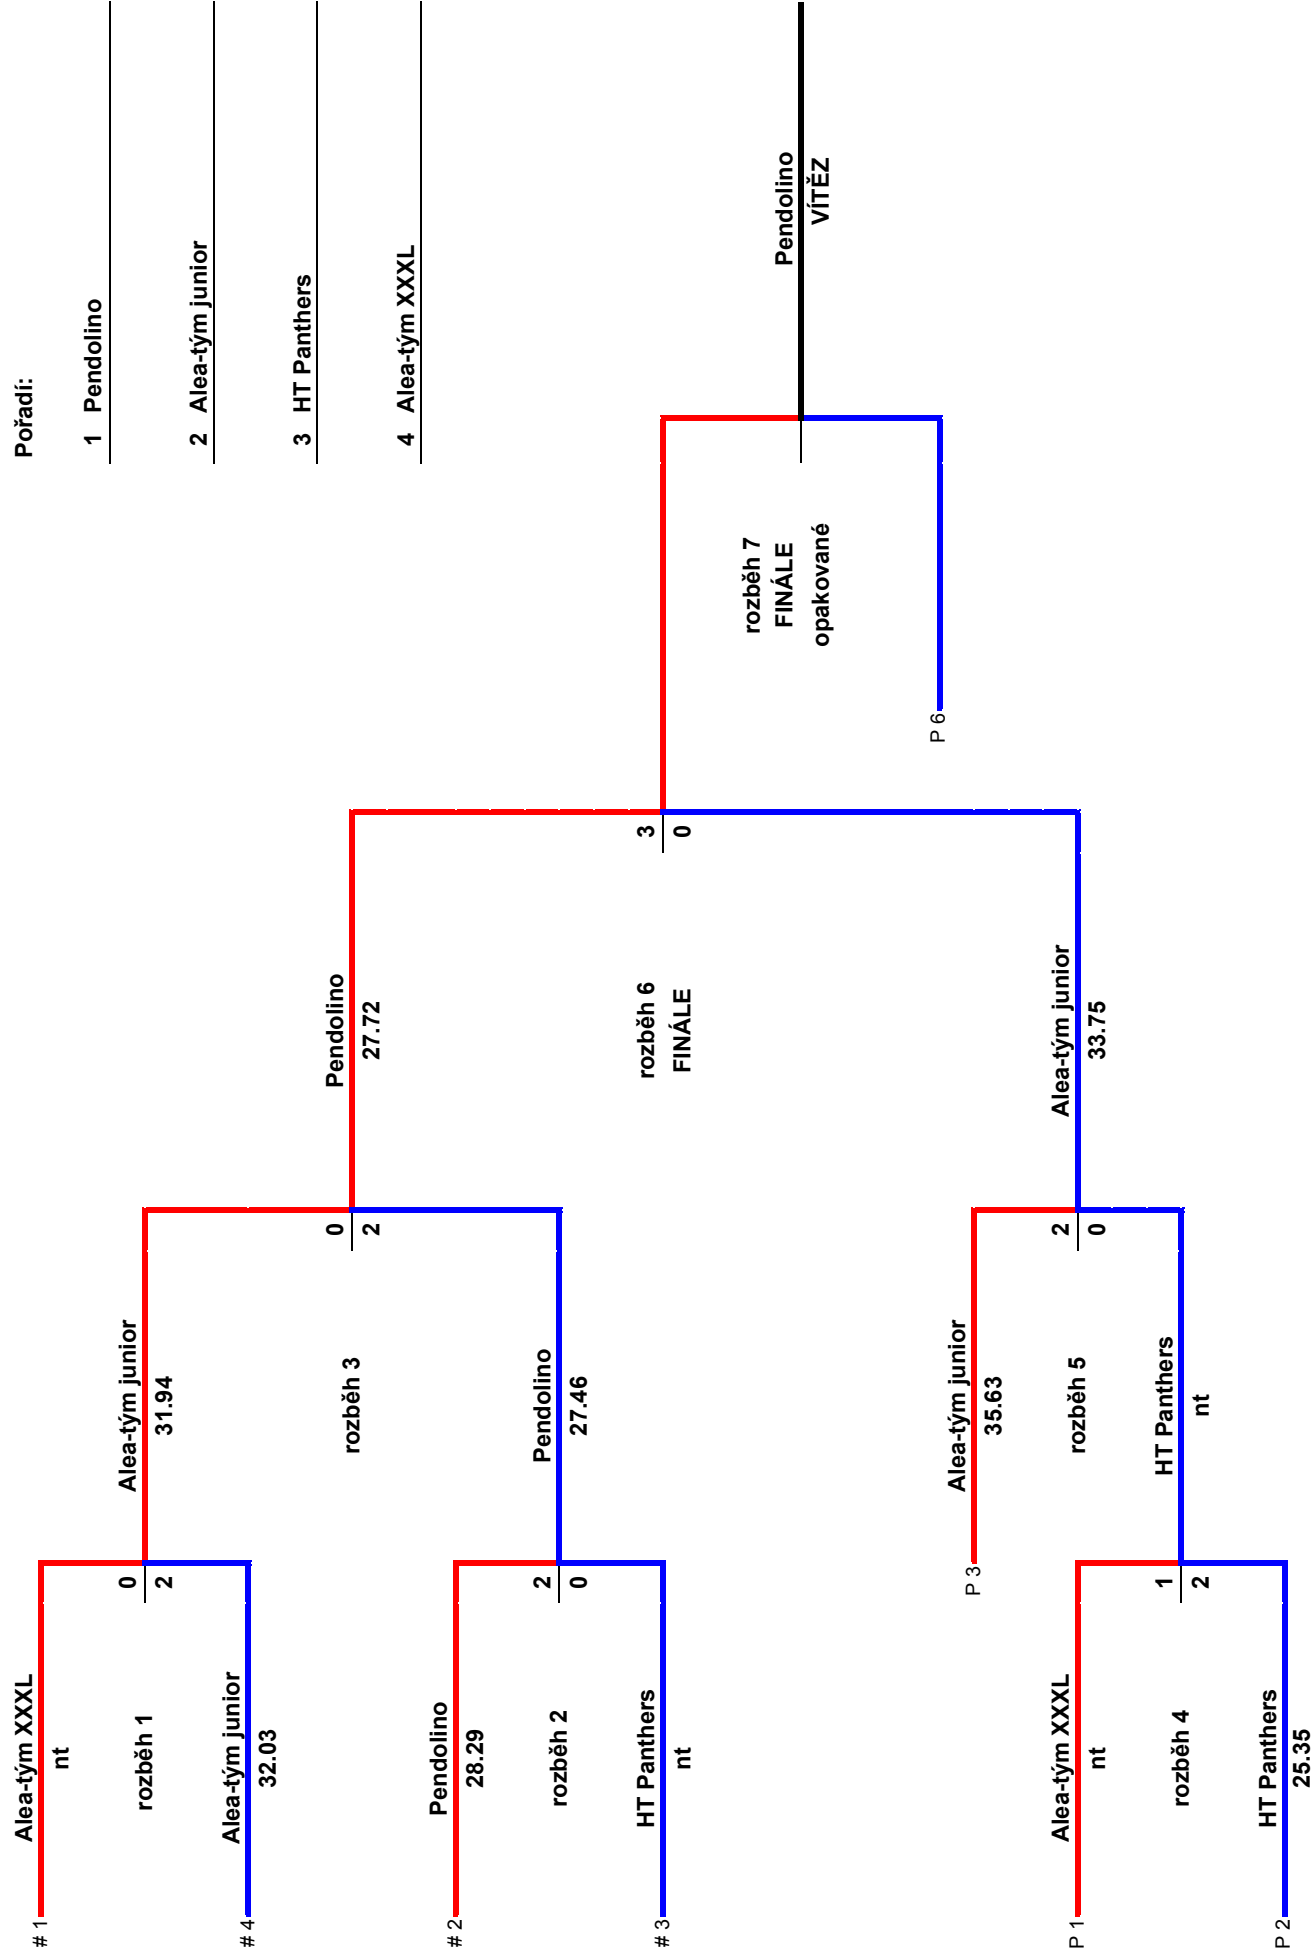 Pořadí:
1 Pendolino
2 Alea-tým junior
3 HT Panthers
4 Alea-tým XXXL
# 1
Alea-tým XXXL
nt
rozběh 1
0
2
# 4
Alea-tým junior
32.03
# 2
Pendolino
28.29
rozběh 2
2
0
# 3
HT Panthers
nt
Alea-tým junior
31.94
rozběh 3
0
2
Pendolino
27.46
P 1
Alea-tým XXXL
nt
rozběh 4
1
2
P 2
HT Panthers
25.35
P 3
Alea-tým junior
35.63
rozběh 5
2
0
HT Panthers
nt
Pendolino
27.72
rozběh 6
FINÁLE
3
0
Alea-tým junior
33.75
rozběh 7
FINÁLE
opakované
P 6
Pendolino
VÍTĚZ